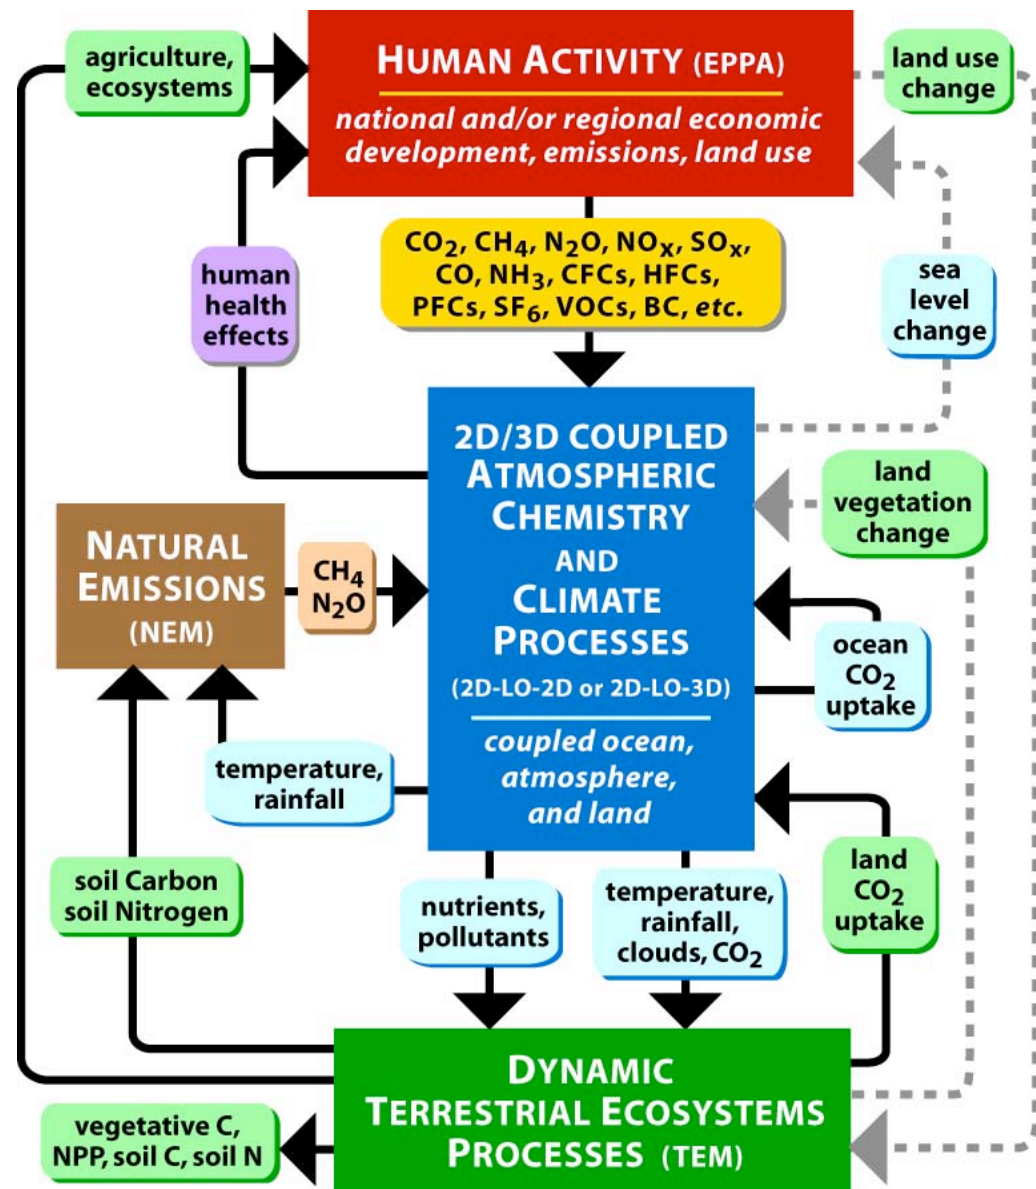 agriculture,
ecosystems
HUMAN ACTIVITY (EPPA)
national and/or regional economic
development, emissions, land use
land use
change
CO₂, CH₄, N₂O, NOₓ, SOₓ,
CO, NH₃, CFCs, HFCs,
PFCs, SF₆, VOCs, BC, etc.
human
health
effects
sea
level
change
2D/3D COUPLED
ATMOSPHERIC
CHEMISTRY
AND
CLIMATE
PROCESSES
(2D-LO-2D or 2D-LO-3D)
coupled ocean,
atmosphere,
and land
land
vegetation
change
NATURAL
EMISSIONS
(NEM)
CH₄
N₂O
ocean
CO₂
uptake
temperature,
rainfall
land
CO₂
uptake
soil Carbon
soil Nitrogen
nutrients,
pollutants
temperature,
rainfall,
clouds, CO₂
DYNAMIC
TERRESTRIAL ECOSYSTEMS
PROCESSES (TEM)
vegetative C,
NPP, soil C, soil N